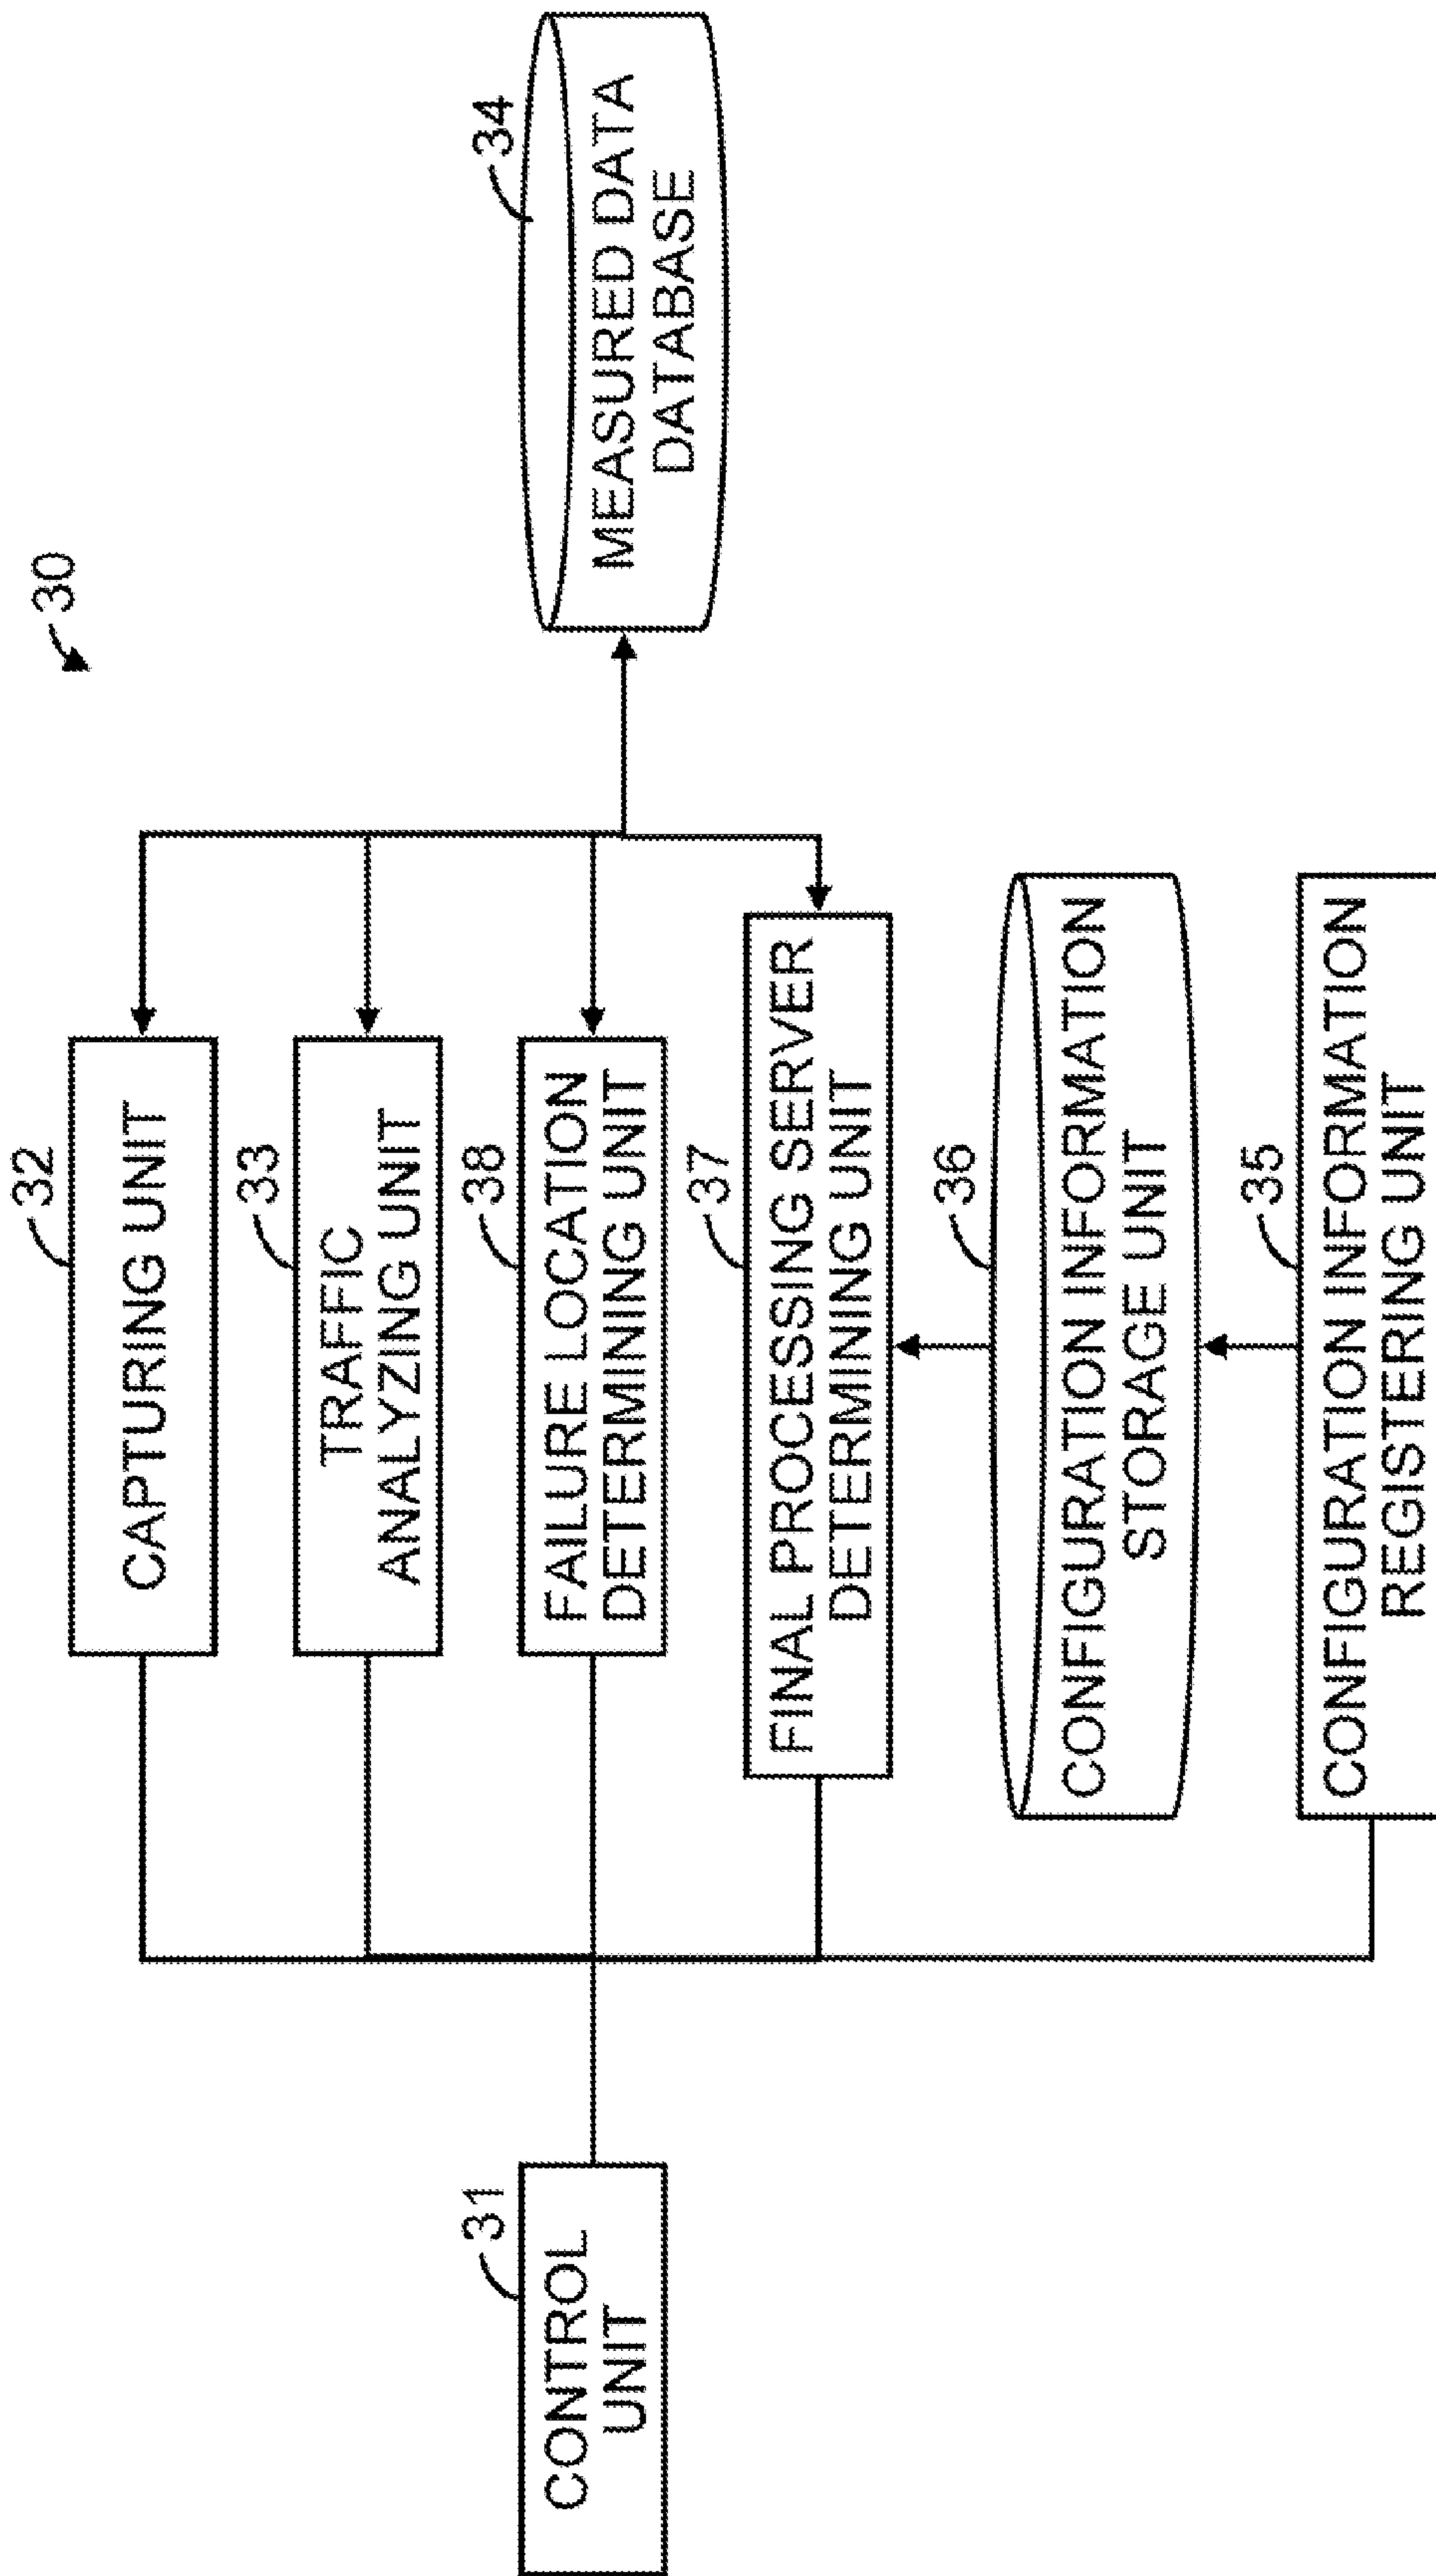 30
31
CONTROL
UNIT
32
CAPTURING UNIT
33
TRAFFIC
ANALYZING UNIT
38
FAILURE LOCATION
DETERMINING UNIT
37
FINAL PROCESSING SERVER
DETERMINING UNIT
36
CONFIGURATION INFORMATION
STORAGE UNIT
35
CONFIGURATION INFORMATION
REGISTERING UNIT
34
MEASURED DATA
DATABASE